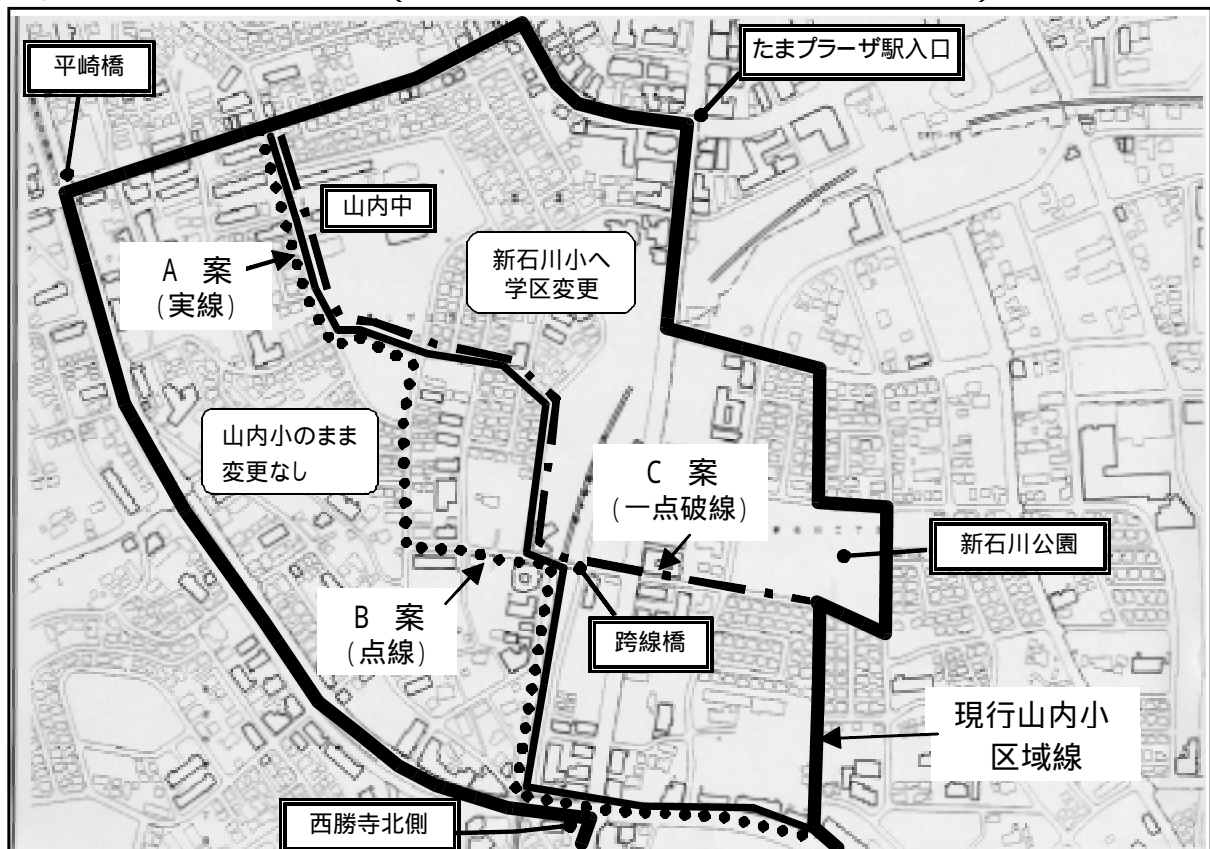 平崎橋
たまプラーザ駅入口
山内中
A 案
(実線)
新石川小へ
学区変更
山内小のまま
変更なし
C 案
(一点破線)
新石川公園
B 案
(点線)
跨線橋
現行山内小
区域線
西勝寺北側